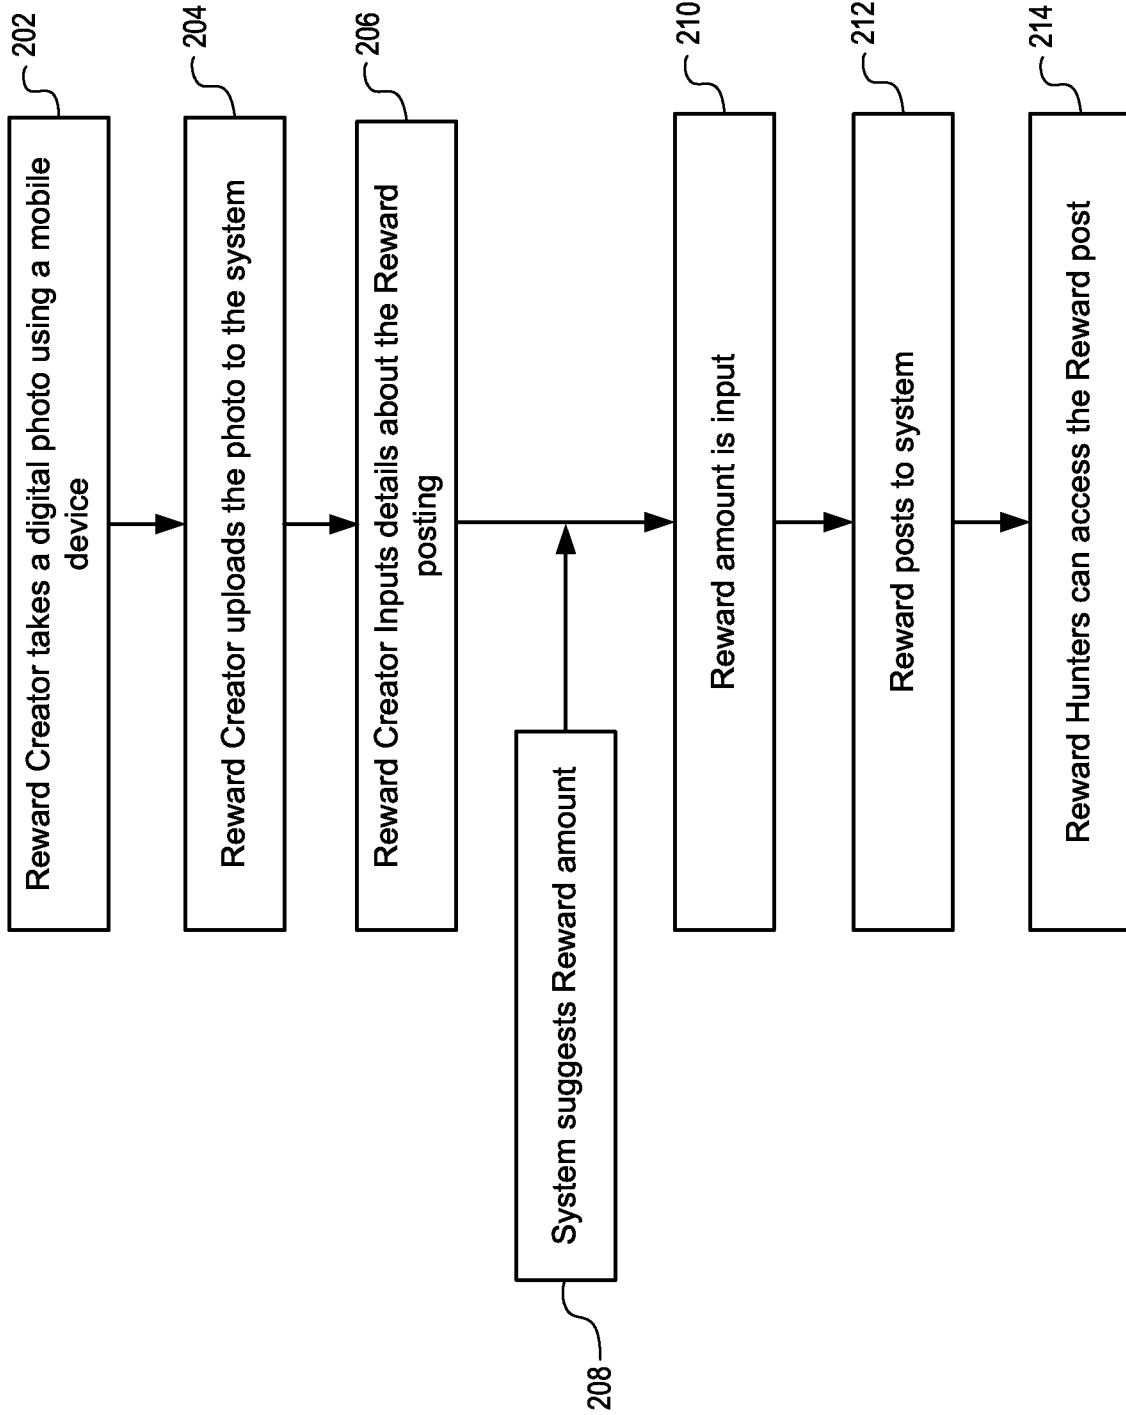 Reward Creator takes a digital photo using a mobile
device
202
Reward Creator uploads the photo to the system
204
Reward Creator Inputs details about the Reward
posting
206
System suggests Reward amount
208
Reward amount is input
210
Reward posts to system
212
Reward Hunters can access the Reward post
214